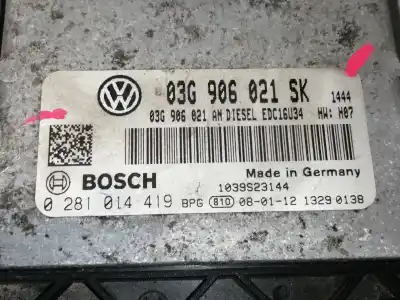 03G 906 021 SK 1444
03G 906 021 AN DIESEL EDC16U34 HW: H07
Made in Germany
BOSCH 1039S23144
0 281 014 419 BPG 810 08-01-12 1329 0138